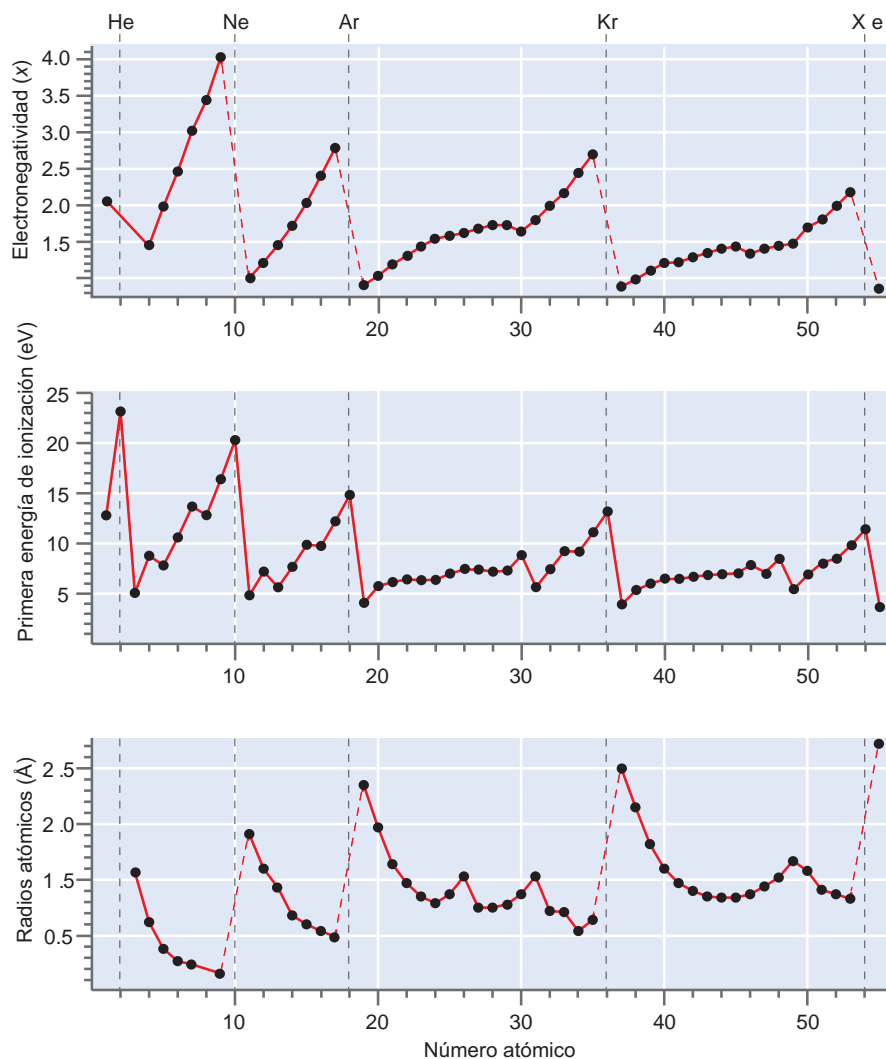 He Ne Ar Kr X e
Electronegatividad (x)
4.0
3.5
3.0
2.5
2.0
1.5
10 20 30 40 50
Primera energía de ionización (eV)
25
20
15
10
5
10 20 30 40 50
Radios atómicos (Å)
2.5
2.0
1.5
0.5
10 20 30 40 50
Número atómico